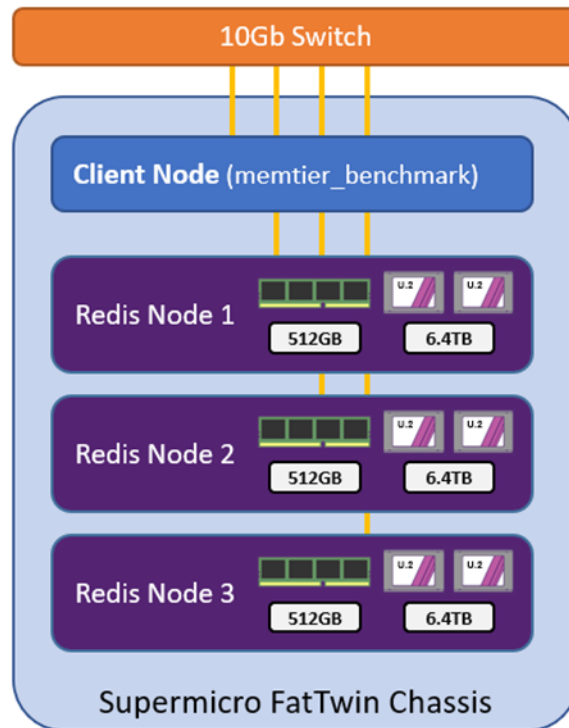 10Gb Switch
Client Node (memtier_benchmark)
Redis Node 1
U.2 U.2
512GB 6.4TB
Redis Node 2
U.2 U.2
512GB 6.4TB
Redis Node 3
U.2 U.2
512GB 6.4TB
Supermicro FatTwin Chassis